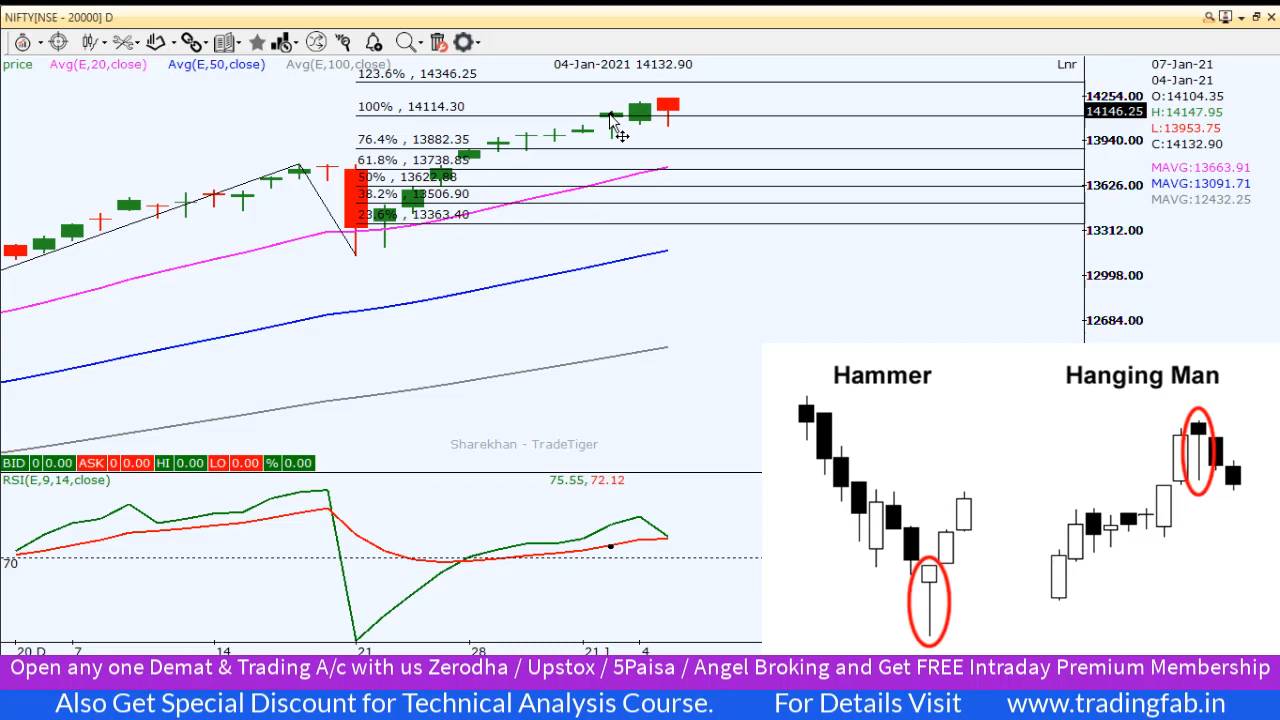 NIFTY[NSE - 20000] D
price Avg(E,20,close) Avg(E,50,close) Avg(E,100,close) 04-Jan-2021 14132.90 Lnr 07-Jan-21
04-Jan-21
O:14104.35
H:14147.95
L:13953.75
C:14132.90
MAVG:13663.91
MAVG:13091.71
MAVG:12432.25
123.6% , 14346.25
100% , 14114.30
76.4% , 13882.35
61.8% , 13738.85
50% , 13622.88
38.2% , 13506.90
23.6% , 13363.40
14254.00
14146.25
13940.00
13626.00
13312.00
12998.00
12684.00
Hammer Hanging Man
Sharekhan - TradeTiger
BID 0 0.00 ASK 0 0.00 HI 0.00 LO 0.00 % 0.00
RSI(E,9,14,close) 75.55, 72.12
70
20 D 7 14 21 28 21 1 4
Open any one Demat & Trading A/c with us Zerodha / Upstox / 5Paisa / Angel Broking and Get FREE Intraday Premium Membership
Also Get Special Discount for Technical Analysis Course. For Details Visit www.tradingfab.in